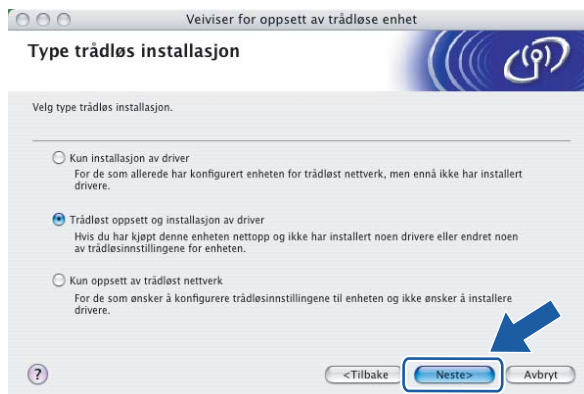 Veiviser for oppsett av trådløse enhet
Type trådløs installasjon
Velg type trådløs installasjon.
Kun installasjon av driver
For de som allerede har konfigurert enheten for trådløst nettverk, men ennå ikke har installert
drivere.
Trådløst oppsett og installasjon av driver
Hvis du har kjøpt denne enheten nettopp og ikke har installert noen drivere eller endret noen
av trådløsinnstillingene for enheten.
Kun oppsett av trådløst nettverk
For de som ønsker å konfigurere trådløsinnstillingene til enheten og ikke ønsker å installere
drivere.
? <Tilbake Neste> Avbryt